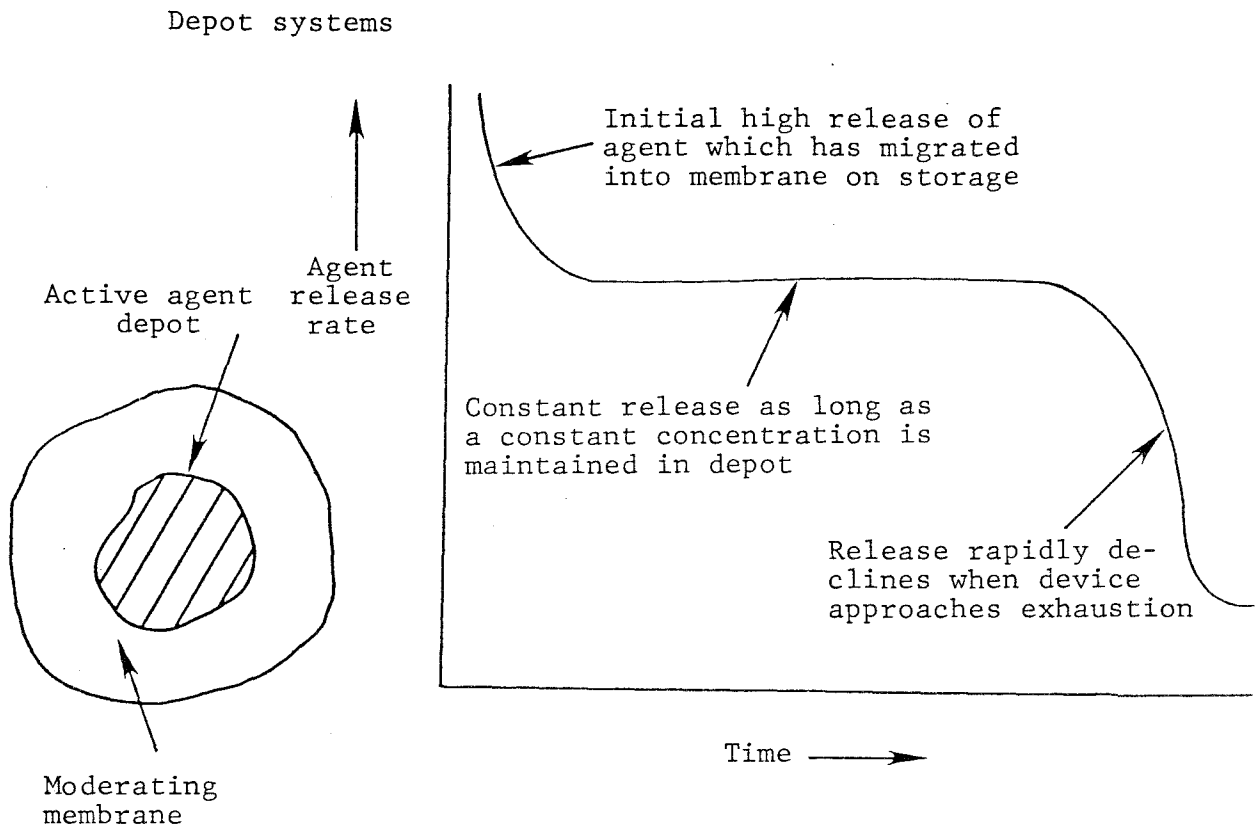 Depot systems
Initial high release of
agent which has migrated
into membrane on storage
Agent
release
rate
Active agent
depot
Constant release as long as
a constant concentration is
maintained in depot
Release rapidly de-
clines when device
approaches exhaustion
Time
Moderating
membrane